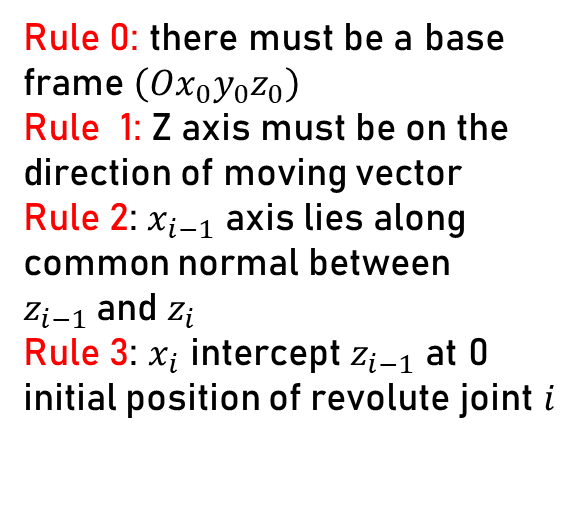 Rule 0: there must be a base
frame (𝑂𝑥₀𝑦₀𝑧₀)
Rule  1: Z axis must be on the
direction of moving vector
Rule 2: 𝑥ᵢ₋₁ axis lies along
common normal between
𝑧ᵢ₋₁ and 𝑧ᵢ
Rule 3: 𝑥ᵢ intercept 𝑧ᵢ₋₁ at 0
initial position of revolute joint 𝑖